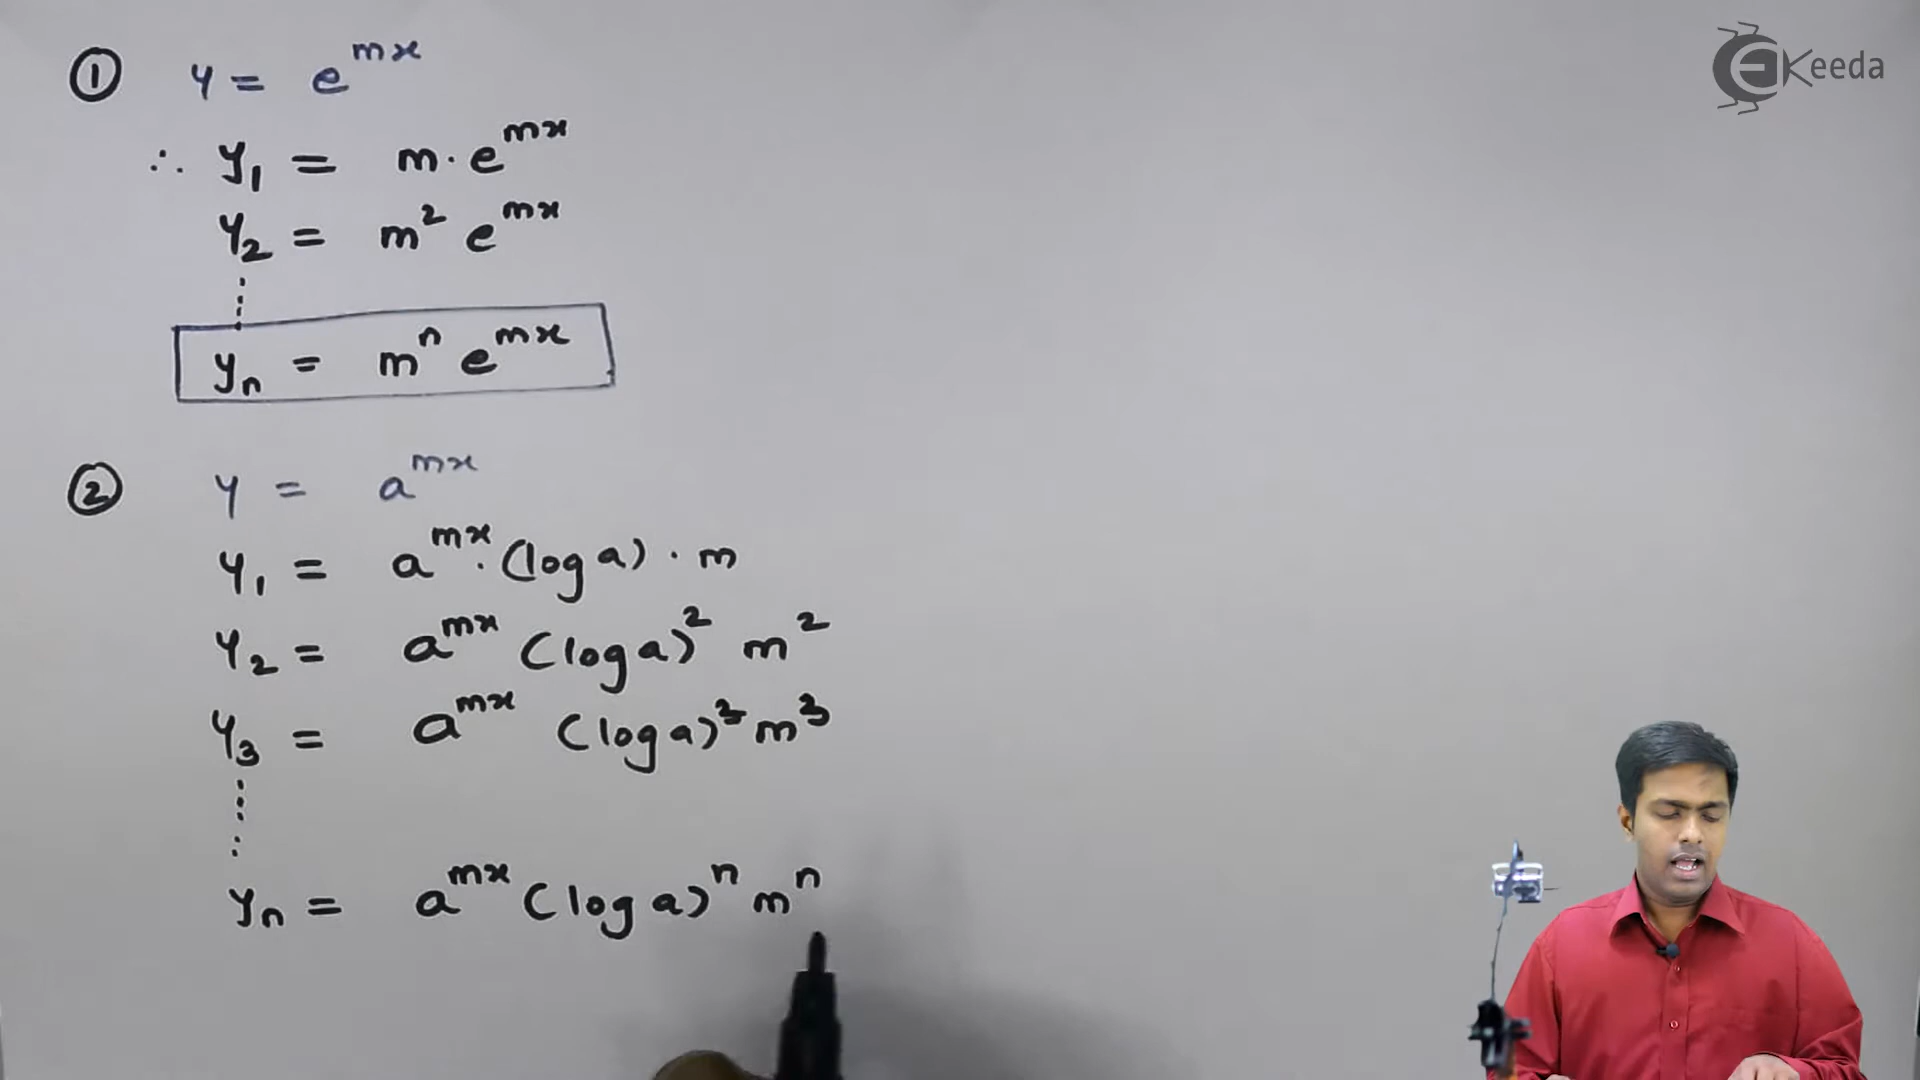 ① y = e^{mx}
∴ y₁ = m · e^{mx}
y₂ = m² e^{mx}
yₙ = mⁿ e^{mx}
② y = a^{mx}
y₁ = a^{mx} · (log a) · m
y₂ = a^{mx} (log a)² m²
y₃ = a^{mx} (log a)³ m³
yₙ = a^{mx} (log a)ⁿ mⁿ
EKeeda